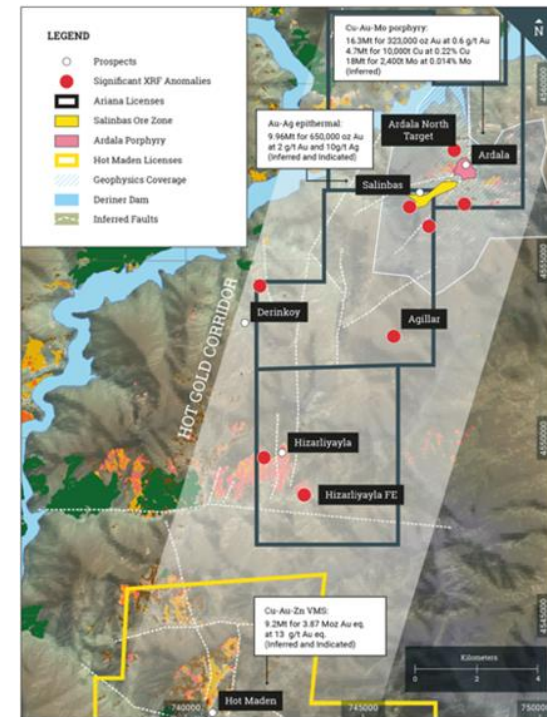 LEGEND
Prospects
Significant XRF Anomalies
Ariana Licenses
Salinbas Ore Zone
Ardala Porphyry
Hot Maden Licenses
Geophysics Coverage
Deriner Dam
Inferred Faults
Cu-Au-Mo porphyry:
16.3Mt for 323,000 oz Au at 0.6 g/t Au
4.7Mt for 10,000t Cu at 0.22% Cu
18Mt for 2,400t Mo at 0.014% Mo
(Inferred)
N
4560000
Au-Ag epithermal:
9.96Mt for 650,000 oz Au
at 2 g/t Au and 10g/t Ag
(Inferred and Indicated)
Ardala North
Target
Ardala
Salinbas
4555000
Derinkoy
Agillar
HOT GOLD CORRIDOR
Hizarliyayla
Hizarliyayla FE
4545000
Cu-Au-Zn VMS:
9.2Mt for 3.87 Moz Au eq.
at 13 g/t Au eq.
(Inferred and Indicated)
Kilometers
0 2 4
Hot Maden
740000 745000 750000